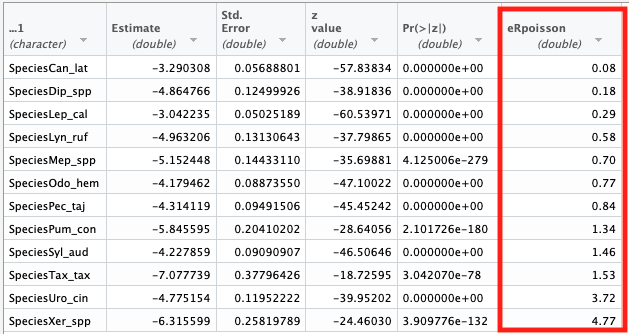 ...1 Estimate Std. Error z value Pr(>|z|) eRpoisson
(character) (double) (double) (double) (double) (double)
SpeciesCan_lat -3.290308 0.05688801 -57.83834 0.000000e+00 0.08
SpeciesDip_spp -4.864766 0.12499926 -38.91836 0.000000e+00 0.18
SpeciesLep_cal -3.042235 0.05025189 -60.53971 0.000000e+00 0.29
SpeciesLyn_ruf -4.963206 0.13130643 -37.79865 0.000000e+00 0.58
SpeciesMep_spp -5.152448 0.14433110 -35.69881 4.125006e-279 0.70
SpeciesOdo_hem -4.179462 0.08873550 -47.10022 0.000000e+00 0.77
SpeciesPec_taj -4.314119 0.09491506 -45.45242 0.000000e+00 0.84
SpeciesPum_con -5.845595 0.20410202 -28.64056 2.101726e-180 1.34
SpeciesSyl_aud -4.227859 0.09090907 -46.50646 0.000000e+00 1.46
SpeciesTax_tax -7.077739 0.37796426 -18.72595 3.042070e-78 1.53
SpeciesUro_cin -4.775154 0.11952222 -39.95202 0.000000e+00 3.72
SpeciesXer_spp -6.315599 0.25819789 -24.46030 3.909776e-132 4.77